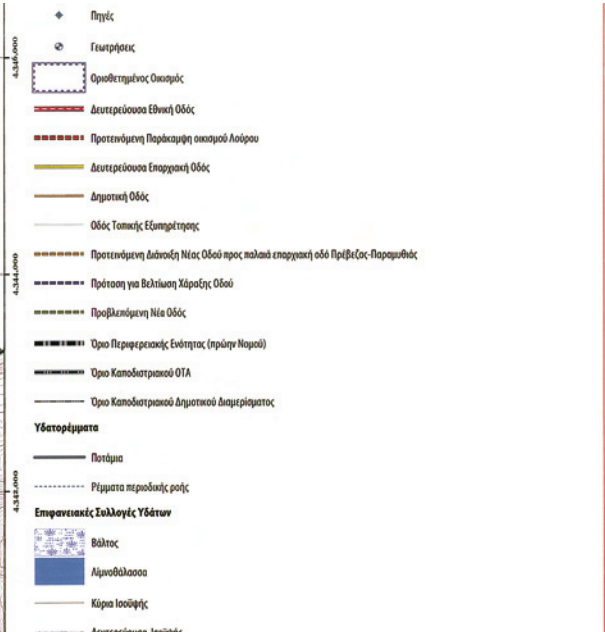 Πηγές
4.346.000
Γεωτρήσεις
Οριοθετημένος Οικισμός
Δευτερεύουσα Εθνική Οδός
Προτεινόμενη Παράκαμψη οικισμού Λούρου
Δευτερεύουσα Επαρχιακή Οδός
Δημοτική Οδός
Οδός Τοπικής Εξυπηρέτησης
Προτεινόμενη Διάνοιξη Νέας Οδού προς παλαιά επαρχιακή οδό Πρέβεζας-Παραμυθιάς
4.344.000
Πρόταση για Βελτίωση Χάραξης Οδού
Προβλεπόμενη Νέα Οδός
Όριο Περιφερειακής Ενότητας (πρώην Νομού)
Όριο Καποδιστριακού ΟΤΑ
Όριο Καποδιστριακού Δημοτικού Διαμερίσματος
Υδατορέμματα
Ποτάμια
4.342.000
Ρέμματα περιοδικής ροής
Επιφανειακές Συλλογές Υδάτων
Βάλτος
Λιμνοθάλασσα
Κύρια Ισοϋψής
Δευτερεύουσα Ισοϋψής